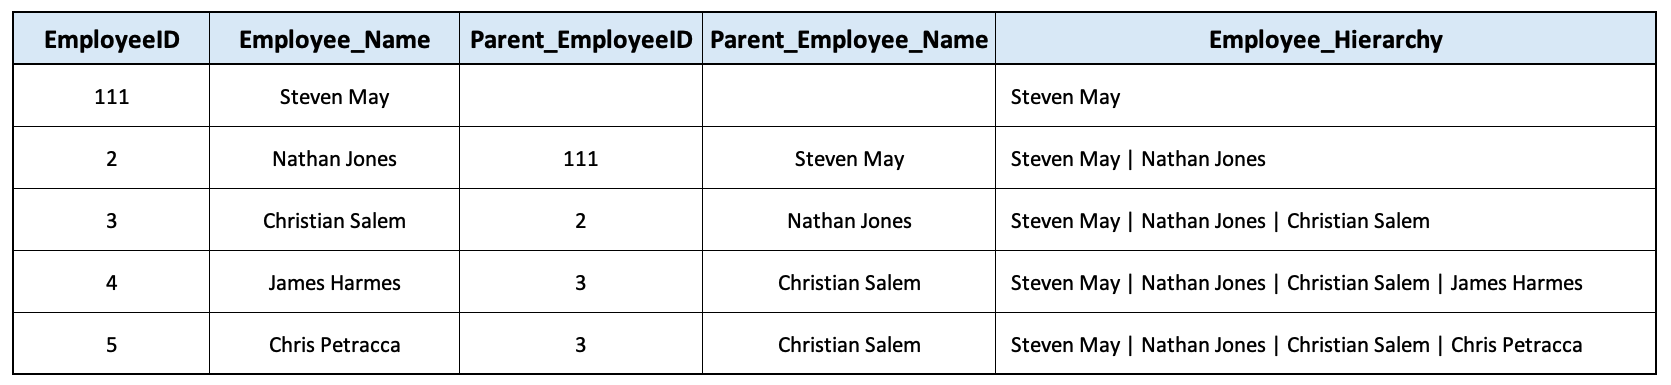 EmployeeID Employee_Name Parent_EmployeeID Parent_Employee_Name Employee_Hierarchy
111 Steven May Steven May
2 Nathan Jones 111 Steven May Steven May | Nathan Jones
3 Christian Salem 2 Nathan Jones Steven May | Nathan Jones | Christian Salem
4 James Harmes 3 Christian Salem Steven May | Nathan Jones | Christian Salem | James Harmes
5 Chris Petracca 3 Christian Salem Steven May | Nathan Jones | Christian Salem | Chris Petracca